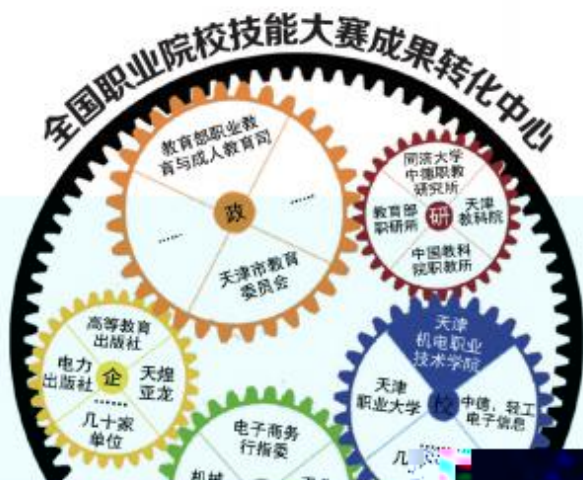 全国职业院校技能大赛成果转化中心
教育部职业教
育与成人教育司
政
……
……
天津市教育
委员会
同济大学
中德职教
研究所
教育部
职研所
研
天津
教科院
中国教科
院职教所
高等教育
出版社
电力
出版社
企
天煌
亚龙
……
几十家
单位
天津
机电职业
技术学院
天津
职业大学
校
中德、轻工
电子信息
几
电子商务
行指委
机械